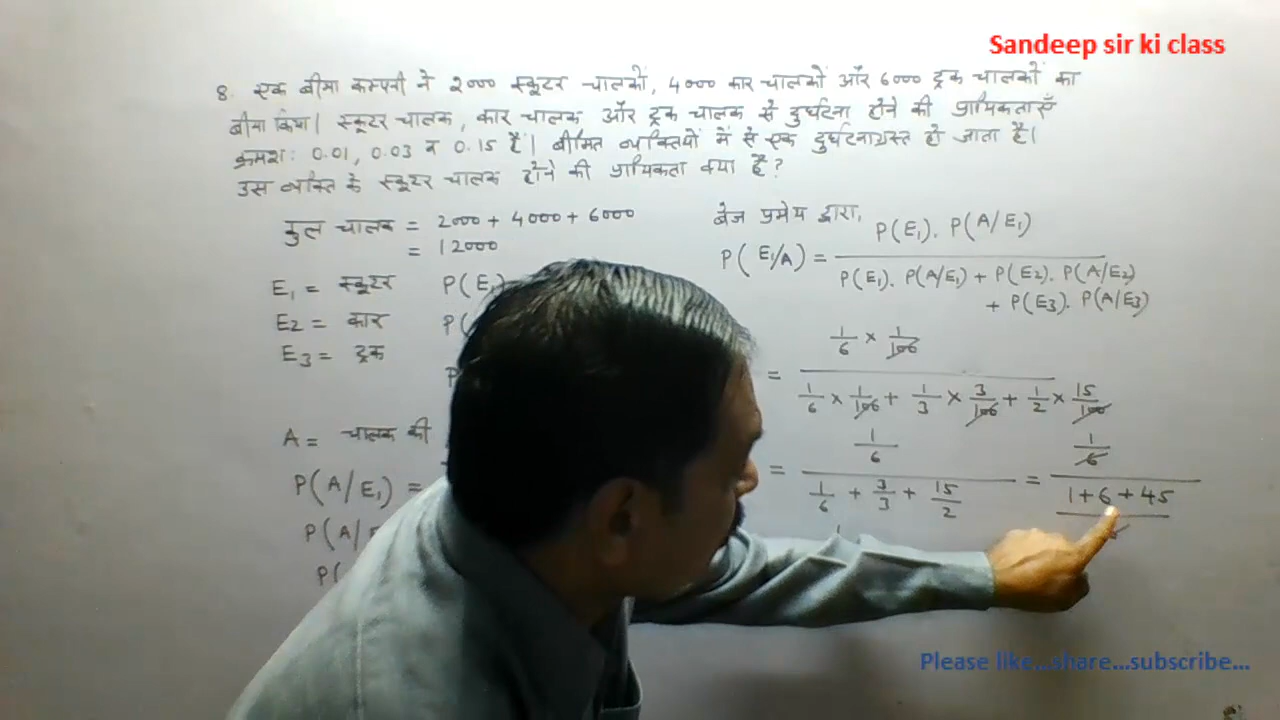 Sandeep sir ki class
8. एक बीमा कम्पनी ने 2000 स्कूटर चालकों, 4000 कार चालकों और 6000 ट्रक चालकों का
बीमा किया। स्कूटर चालक, कार चालक और ट्रक चालक से दुर्घटना होने की प्रायिकताएँ
क्रमशः 0.01, 0.03 व 0.15 हैं। बीमित व्यक्तियों में से एक दुर्घटनाग्रस्त हो जाता है।
उस व्यक्ति के स्कूटर चालक होने की प्रायिकता क्या है?
कुल चालक = 2000 + 4000 + 6000
= 12000
E₁ = स्कूटर P(E₁)
E2 = कार P(
E3 = ट्रक P
A = चालक की
P(A/E₁) =
P(A/E
P(
बेज प्रमेय द्वारा,
P(E₁/A) = P(E₁). P(A/E₁)
P(E₁). P(A/E₁) + P(E2). P(A/E2)
+ P(E3). P(A/E3)
= 1/6 × 1/100
1/6 × 1/100 + 1/3 × 3/100 + 1/2 × 15/100
= 1/6
1/6 + 3/3 + 15/2
= 1/6
1+6+45
Please like...share...subscribe...